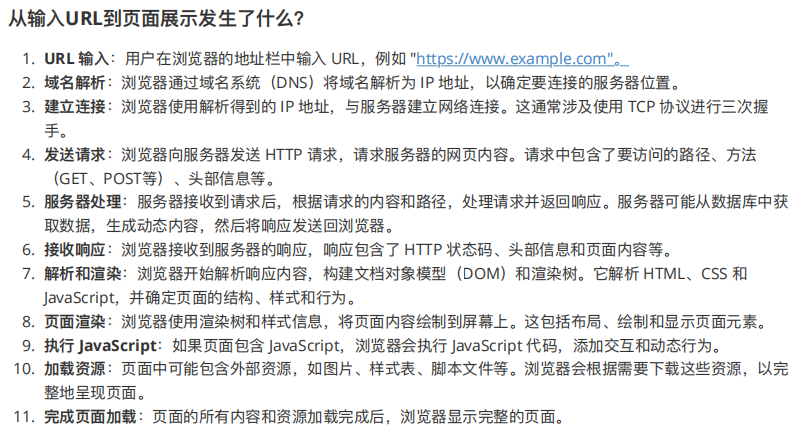 从输入URL到页面展示发生了什么？
1. URL 输入：用户在浏览器的地址栏中输入 URL，例如 "https://www.example.com"。
2. 域名解析：浏览器通过域名系统（DNS）将域名解析为 IP 地址，以确定要连接的服务器位置。
3. 建立连接：浏览器使用解析得到的 IP 地址，与服务器建立网络连接。这通常涉及使用 TCP 协议进行三次握
手。
4. 发送请求：浏览器向服务器发送 HTTP 请求，请求服务器的网页内容。请求中包含了要访问的路径、方法
（GET、POST等）、头部信息等。
5. 服务器处理：服务器接收到请求后，根据请求的内容和路径，处理请求并返回响应。服务器可能从数据库中获
取数据，生成动态内容，然后将响应发送回浏览器。
6. 接收响应：浏览器接收到服务器的响应，响应包含了 HTTP 状态码、头部信息和页面内容等。
7. 解析和渲染：浏览器开始解析响应内容，构建文档对象模型（DOM）和渲染树。它解析 HTML、CSS 和
JavaScript，并确定页面的结构、样式和行为。
8. 页面渲染：浏览器使用渲染树和样式信息，将页面内容绘制到屏幕上。这包括布局、绘制和显示页面元素。
9. 执行 JavaScript：如果页面包含 JavaScript，浏览器会执行 JavaScript 代码，添加交互和动态行为。
10. 加载资源：页面中可能包含外部资源，如图片、样式表、脚本文件等。浏览器会根据需要下载这些资源，以完
整地呈现页面。
11. 完成页面加载：页面的所有内容和资源加载完成后，浏览器显示完整的页面。